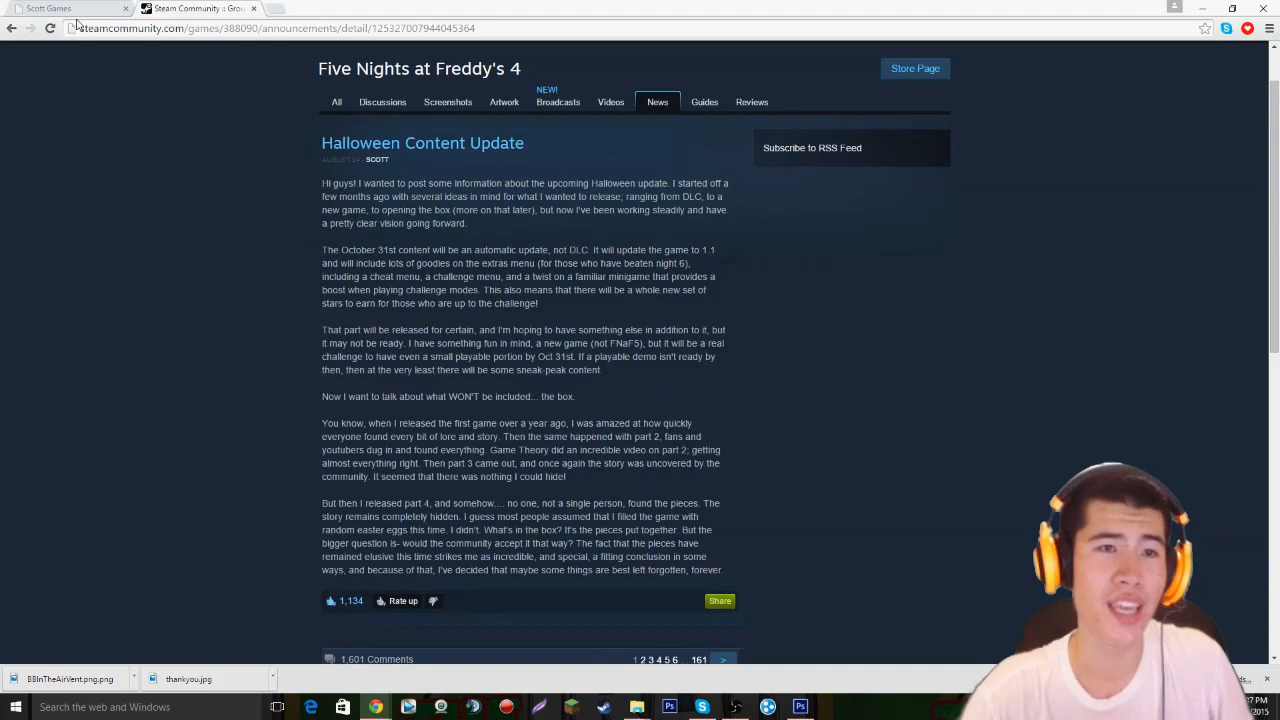 Scott Games
Steam Community :: Grou
steamcommunity.com/games/388090/announcements/detail/125327007944045364
Five Nights at Freddy's 4
Store Page
NEW!
All Discussions Screenshots Artwork Broadcasts Videos News Guides Reviews
Halloween Content Update
AUGUST 24 - SCOTT
Subscribe to RSS Feed
Hi guys! I wanted to post some information about the upcoming Halloween update. I started off a
few months ago with several ideas in mind for what I wanted to release; ranging from DLC, to a
new game, to opening the box (more on that later), but now I've been working steadily and have
a pretty clear vision going forward.
The October 31st content will be an automatic update, not DLC. It will update the game to 1.1
and will include lots of goodies on the extras menu (for those who have beaten night 6),
including a cheat menu, a challenge menu, and a twist on a familiar minigame that provides a
boost when playing challenge modes. This also means that there will be a whole new set of
stars to earn for those who are up to the challenge!
That part will be released for certain, and I'm hoping to have something else in addition to it, but
it may not be ready. I have something fun in mind, a new game (not FNaF5), but it will be a real
challenge to have even a small playable portion by Oct 31st. If a playable demo isn't ready by
then, then at the very least there will be some sneak-peak content.
Now I want to talk about what WON'T be included... the box.
You know, when I released the first game over a year ago, I was amazed at how quickly
everyone found every bit of lore and story. Then the same happened with part 2, fans and
youtubers dug in and found everything. Game Theory did an incredible video on part 2; getting
almost everything right. Then part 3 came out, and once again the story was uncovered by the
community. It seemed that there was nothing I could hide!
But then I released part 4, and somehow.... no one, not a single person, found the pieces. The
story remains completely hidden. I guess most people assumed that I filled the game with
random easter eggs this time. I didn't. What's in the box? It's the pieces put together. But the
bigger question is- would the community accept it that way? The fact that the pieces have
remained elusive this time strikes me as incredible, and special, a fitting conclusion in some
ways, and because of that, I've decided that maybe some things are best left forgotten, forever.
1,134 Rate up
Share
1,601 Comments
1 2 3 4 5 6 ... 161 >
BBInTheAirVent.png.png
thankyou.jpg
Search the web and Windows